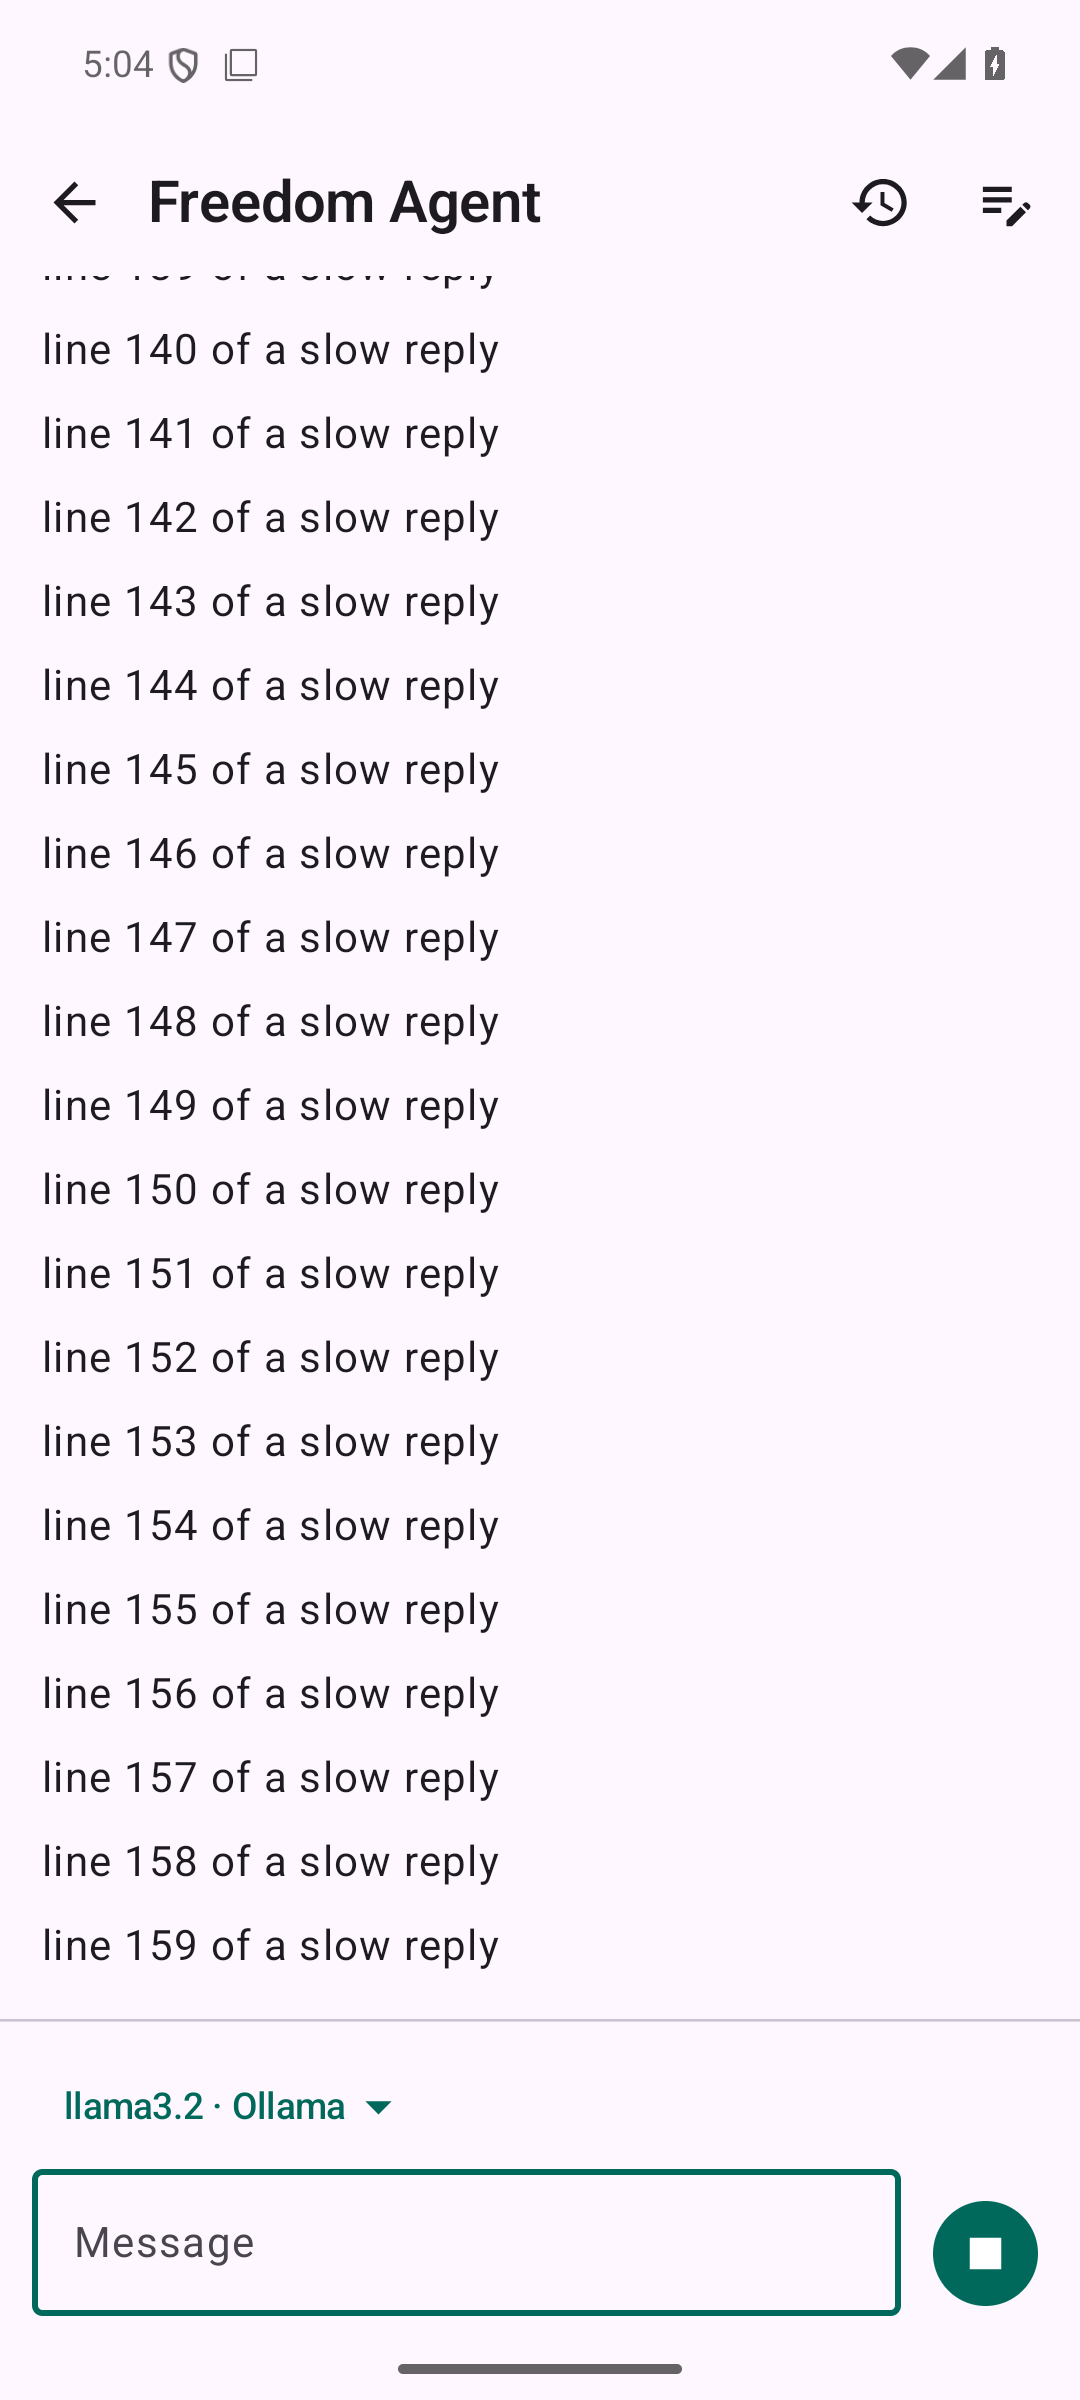 5:04
Freedom Agent
line 139 of a slow reply
line 140 of a slow reply
line 141 of a slow reply
line 142 of a slow reply
line 143 of a slow reply
line 144 of a slow reply
line 145 of a slow reply
line 146 of a slow reply
line 147 of a slow reply
line 148 of a slow reply
line 149 of a slow reply
line 150 of a slow reply
line 151 of a slow reply
line 152 of a slow reply
line 153 of a slow reply
line 154 of a slow reply
line 155 of a slow reply
line 156 of a slow reply
line 157 of a slow reply
line 158 of a slow reply
line 159 of a slow reply
llama3.2 · Ollama
Message